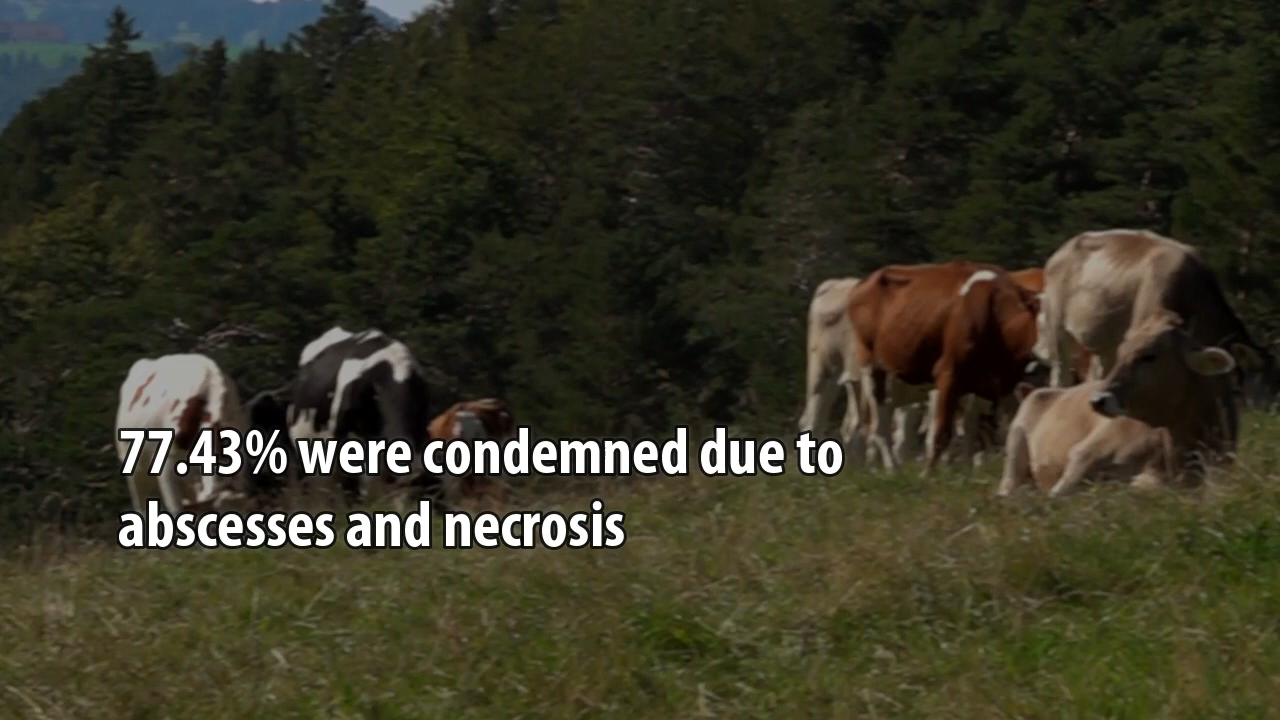 77.43% were condemned due to
abscesses and necrosis